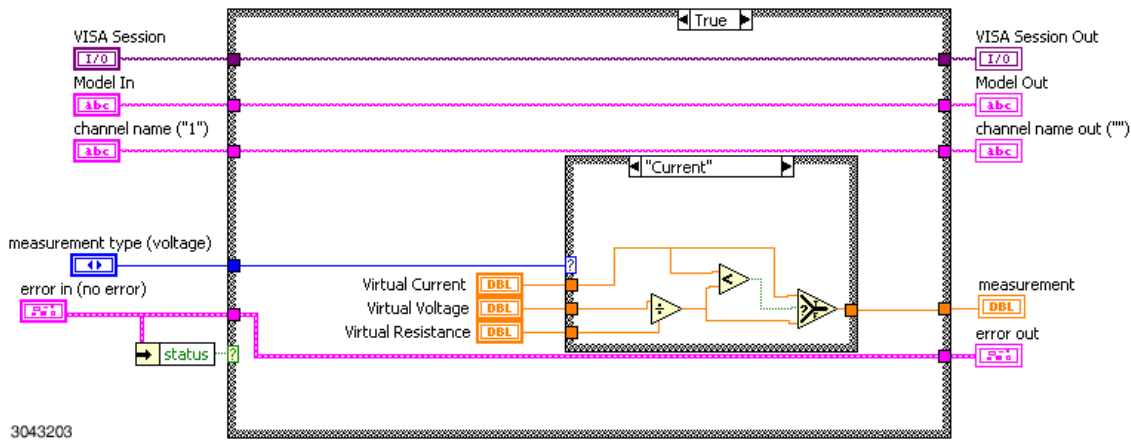 True
VISA Session
I/O
VISA Session Out
I/O
Model In
abc
Model Out
abc
channel name ("1")
abc
channel name out ("")
abc
"Current"
measurement type (voltage)
?
Virtual Current
DBL
<
error in (no error)
Virtual Voltage
DBL
÷
? T F
measurement
DBL
Virtual Resistance
DBL
error out
status
?
3043203